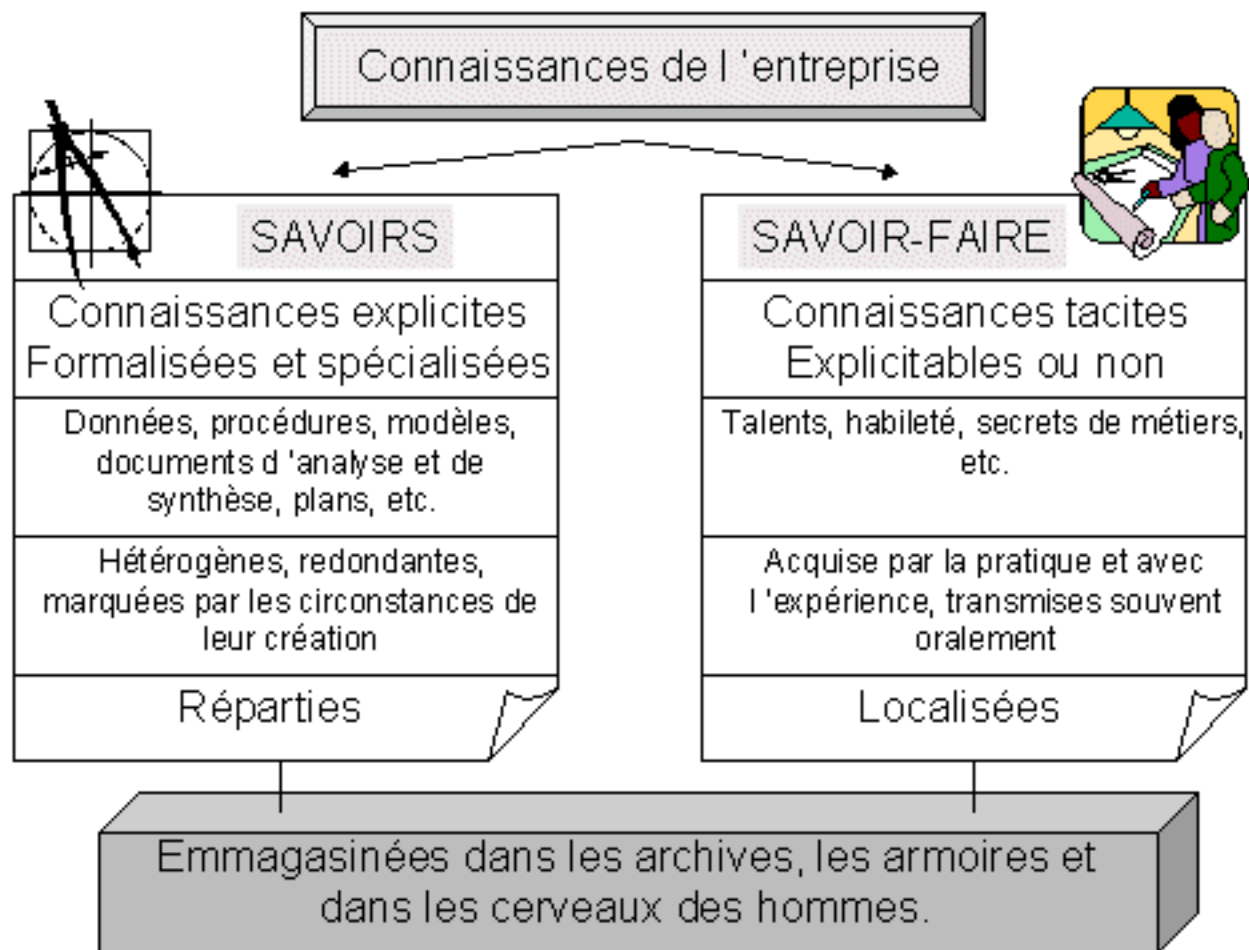 Connaissances de l 'entreprise
SAVOIRS
Connaissances explicites
Formalisées et spécialisées
Données, procédures, modèles,
documents d 'analyse et de
synthèse, plans, etc.
Hétérogènes, redondantes,
marquées par les circonstances de
leur création
Réparties
SAVOIR-FAIRE
Connaissances tacites
Explicitables ou non
Talents, habileté, secrets de métiers,
etc.
Acquise par la pratique et avec
l 'expérience, transmises souvent
oralement
Localisées
Emmagasinées dans les archives, les armoires et
dans les cerveaux des hommes.